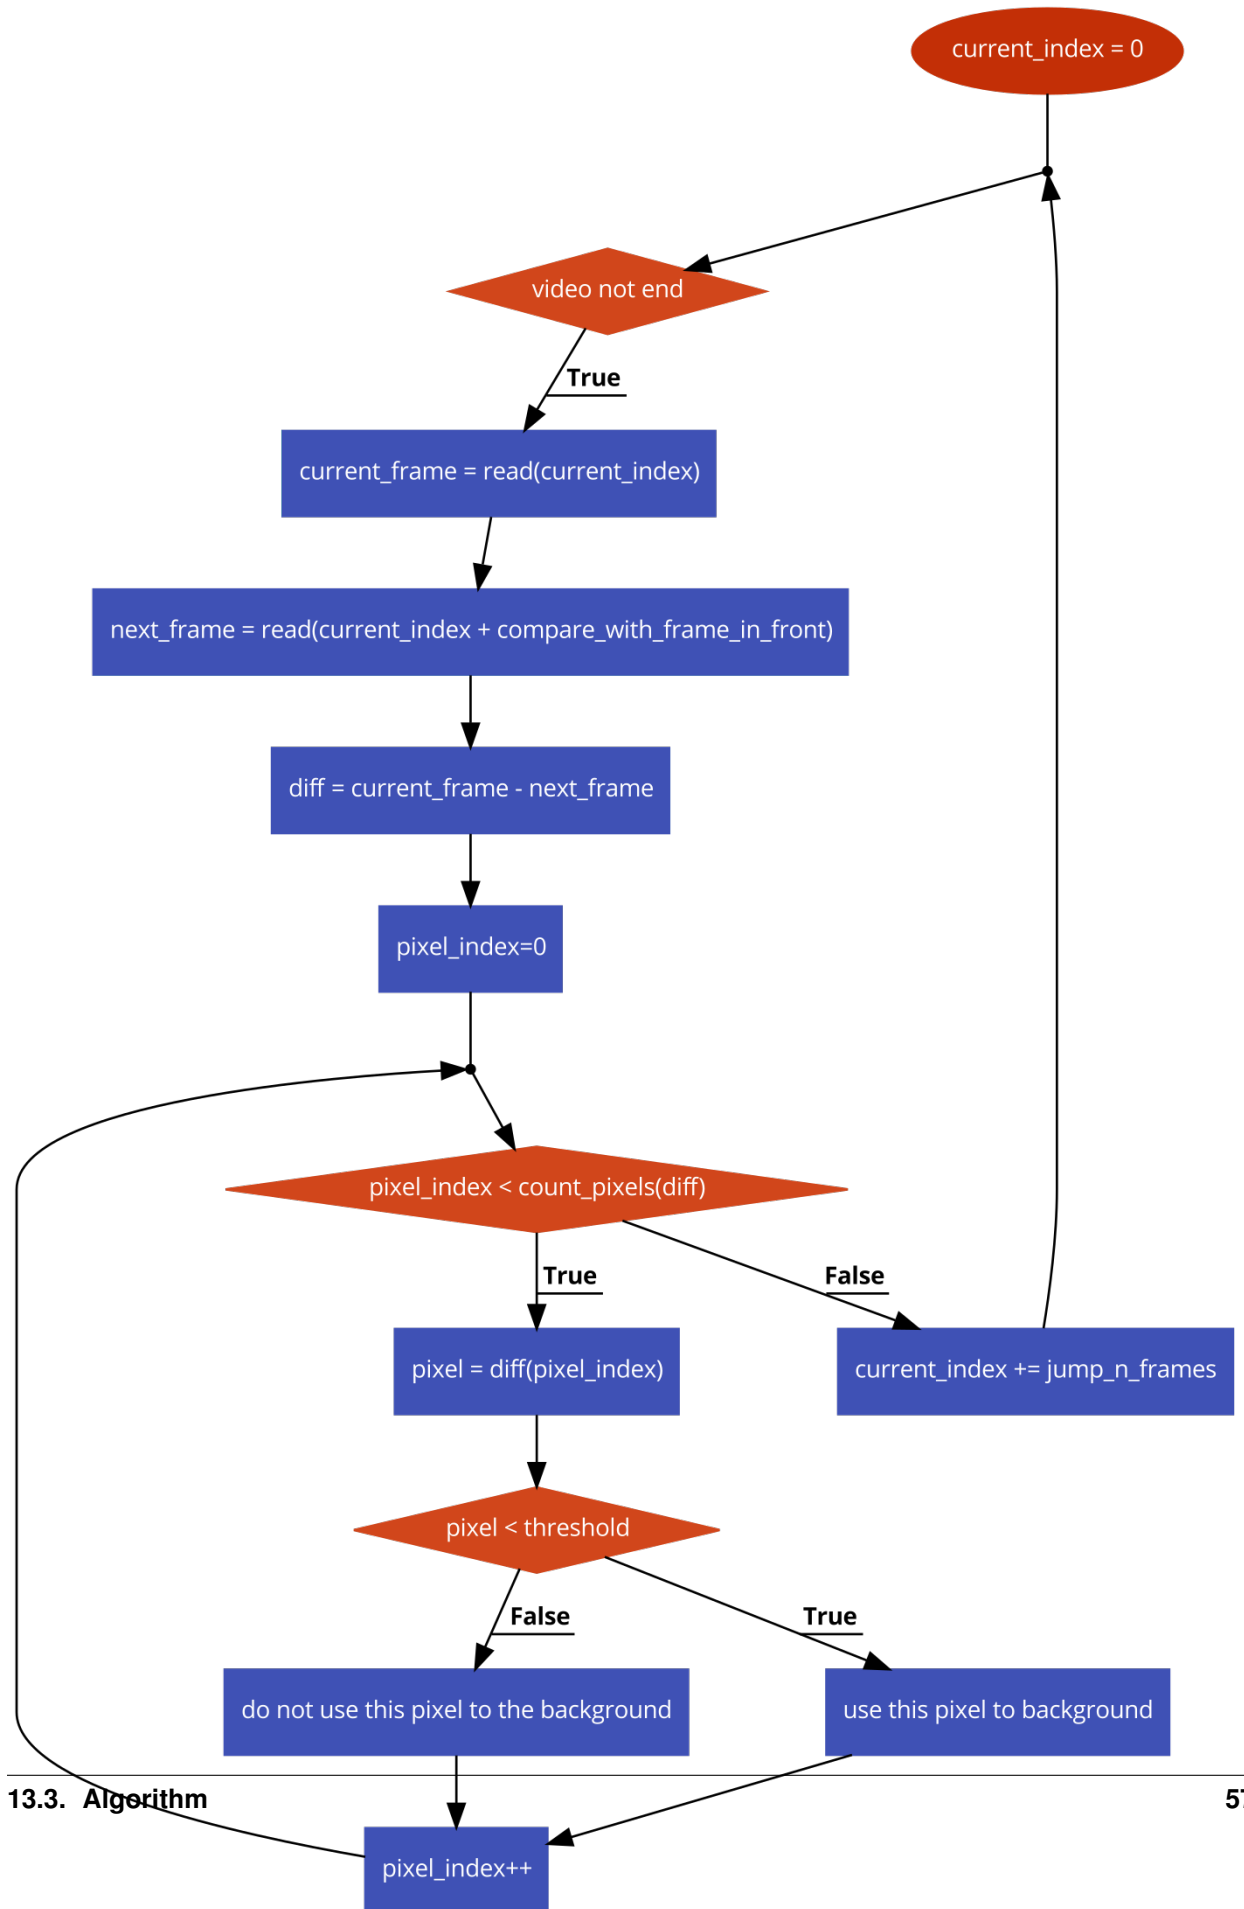 current_index = 0
video not end
True
current_frame = read(current_index)
next_frame = read(current_index + compare_with_frame_in_front)
diff = current_frame - next_frame
pixel_index=0
pixel_index < count_pixels(diff)
True
False
pixel = diff(pixel_index)
current_index += jump_n_frames
pixel < threshold
False
True
do not use this pixel to the background
use this pixel to background
13.3. Algorithm
pixel_index++